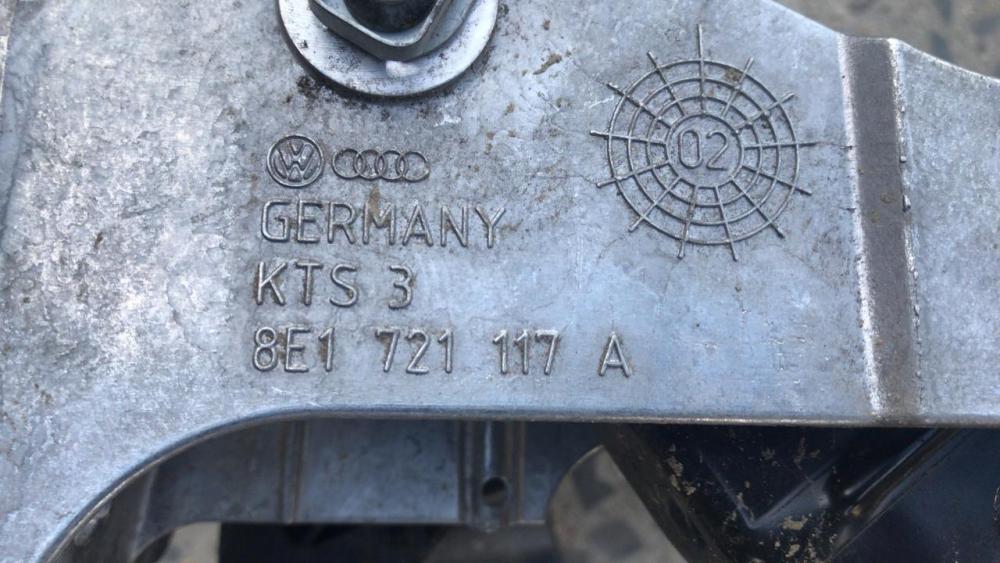 02
GERMANY
KTS 3
8E1 721 117 A